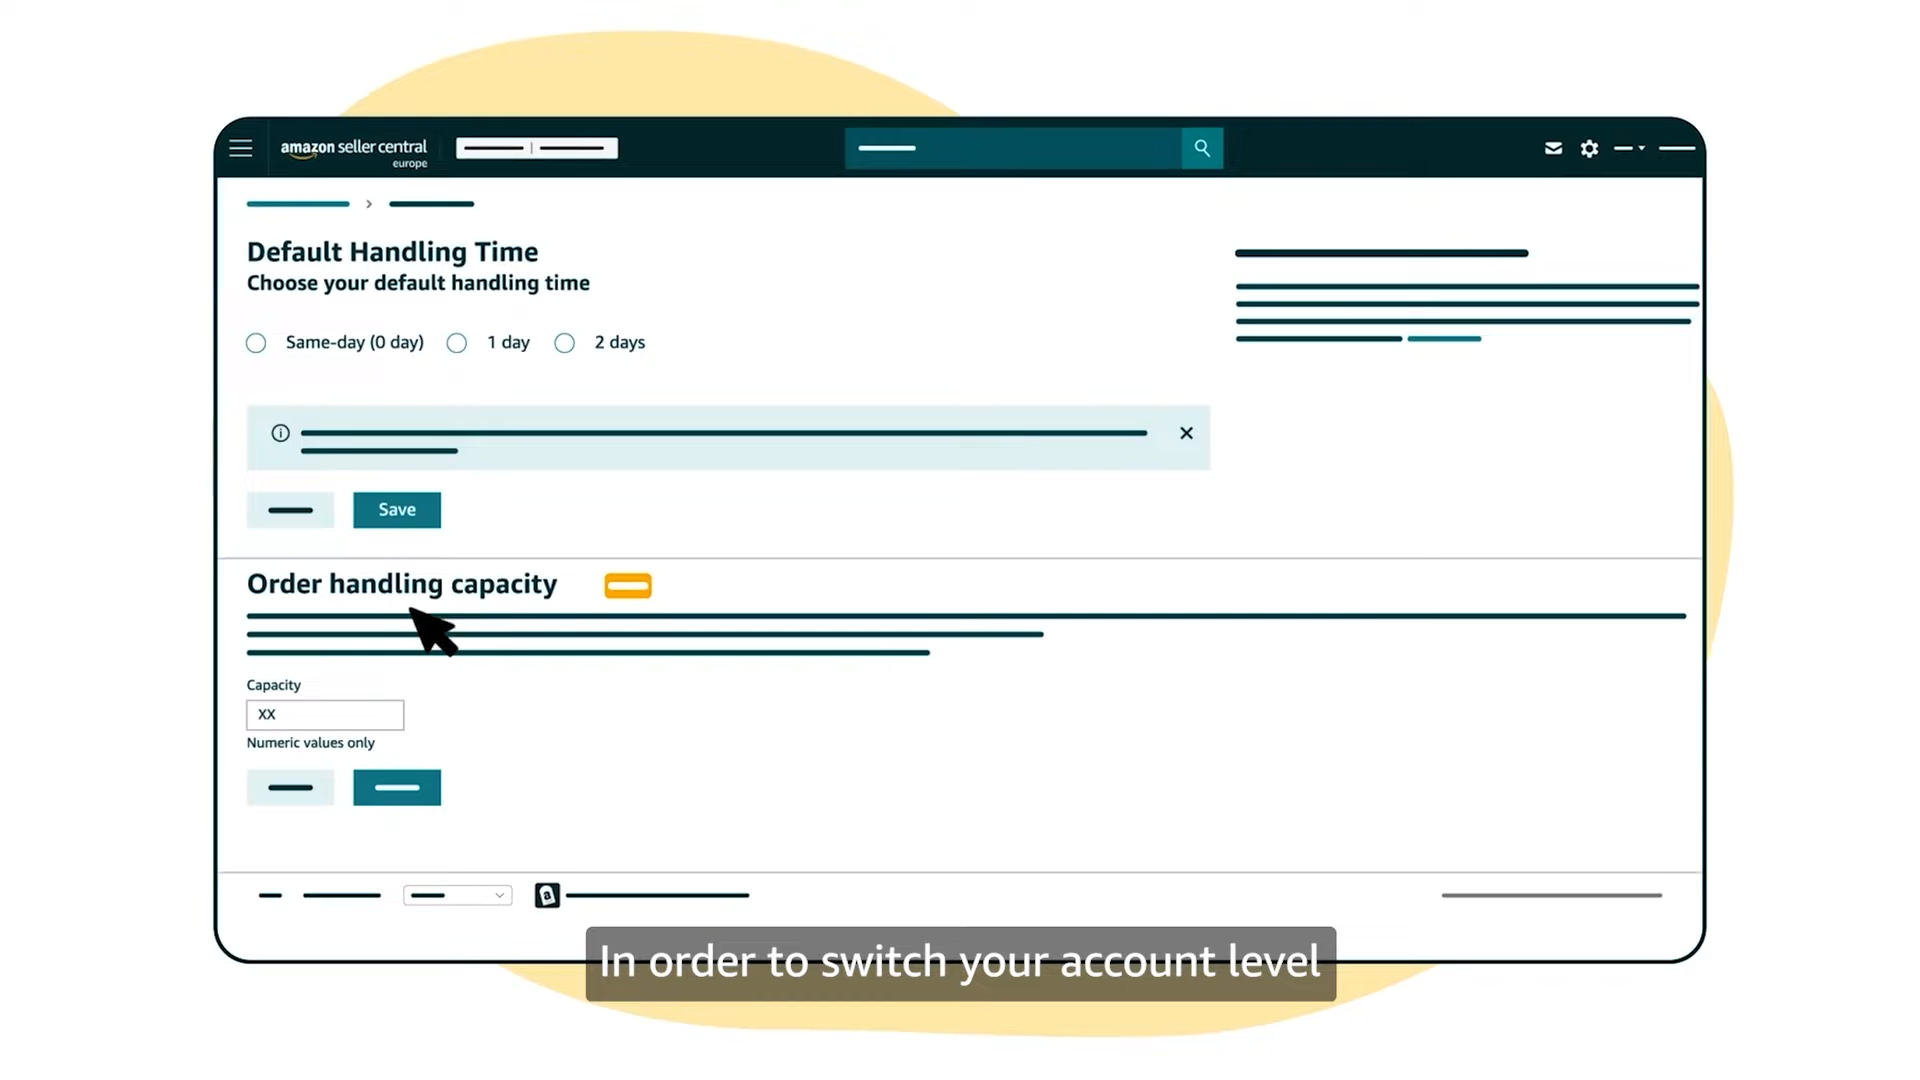 amazon seller central
europe
Default Handling Time
Choose your default handling time
Same-day (0 day) 1 day 2 days
Save
Order handling capacity
Capacity
XX
Numeric values only
a
In order to switch your account level